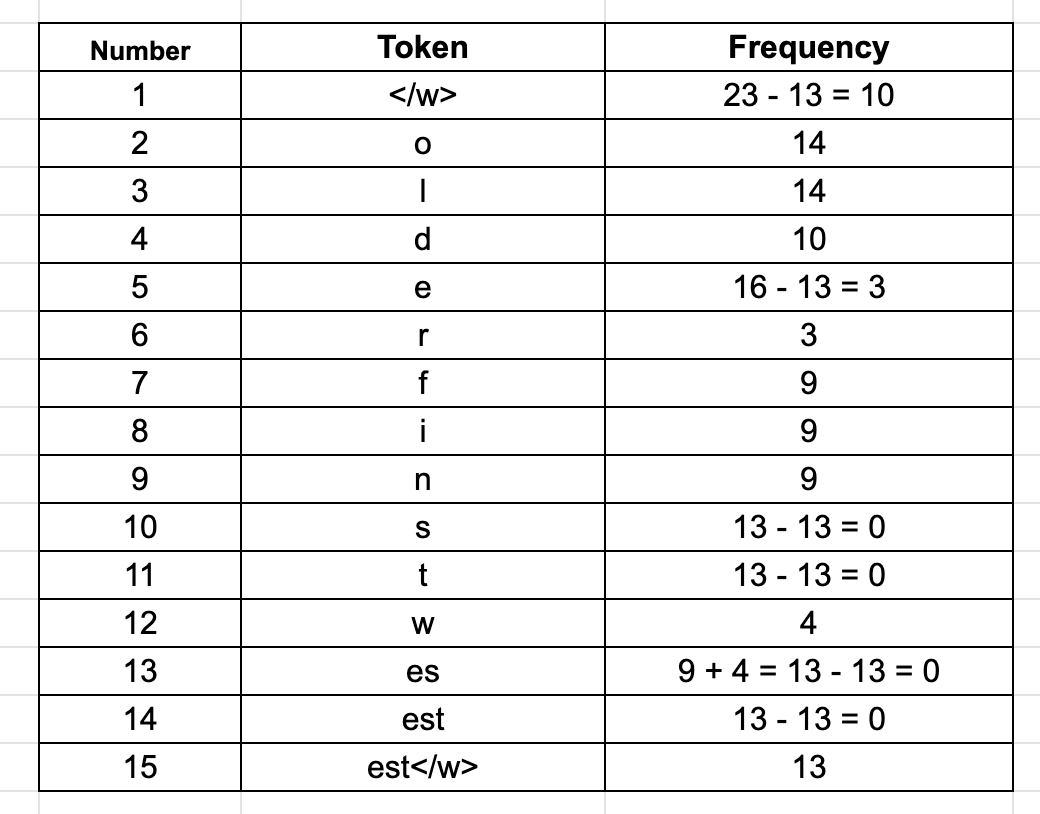 Number Token Frequency
1 </w> 23 - 13 = 10
2 o 14
3 l 14
4 d 10
5 e 16 - 13 = 3
6 r 3
7 f 9
8 i 9
9 n 9
10 s 13 - 13 = 0
11 t 13 - 13 = 0
12 w 4
13 es 9 + 4 = 13 - 13 = 0
14 est 13 - 13 = 0
15 est</w> 13